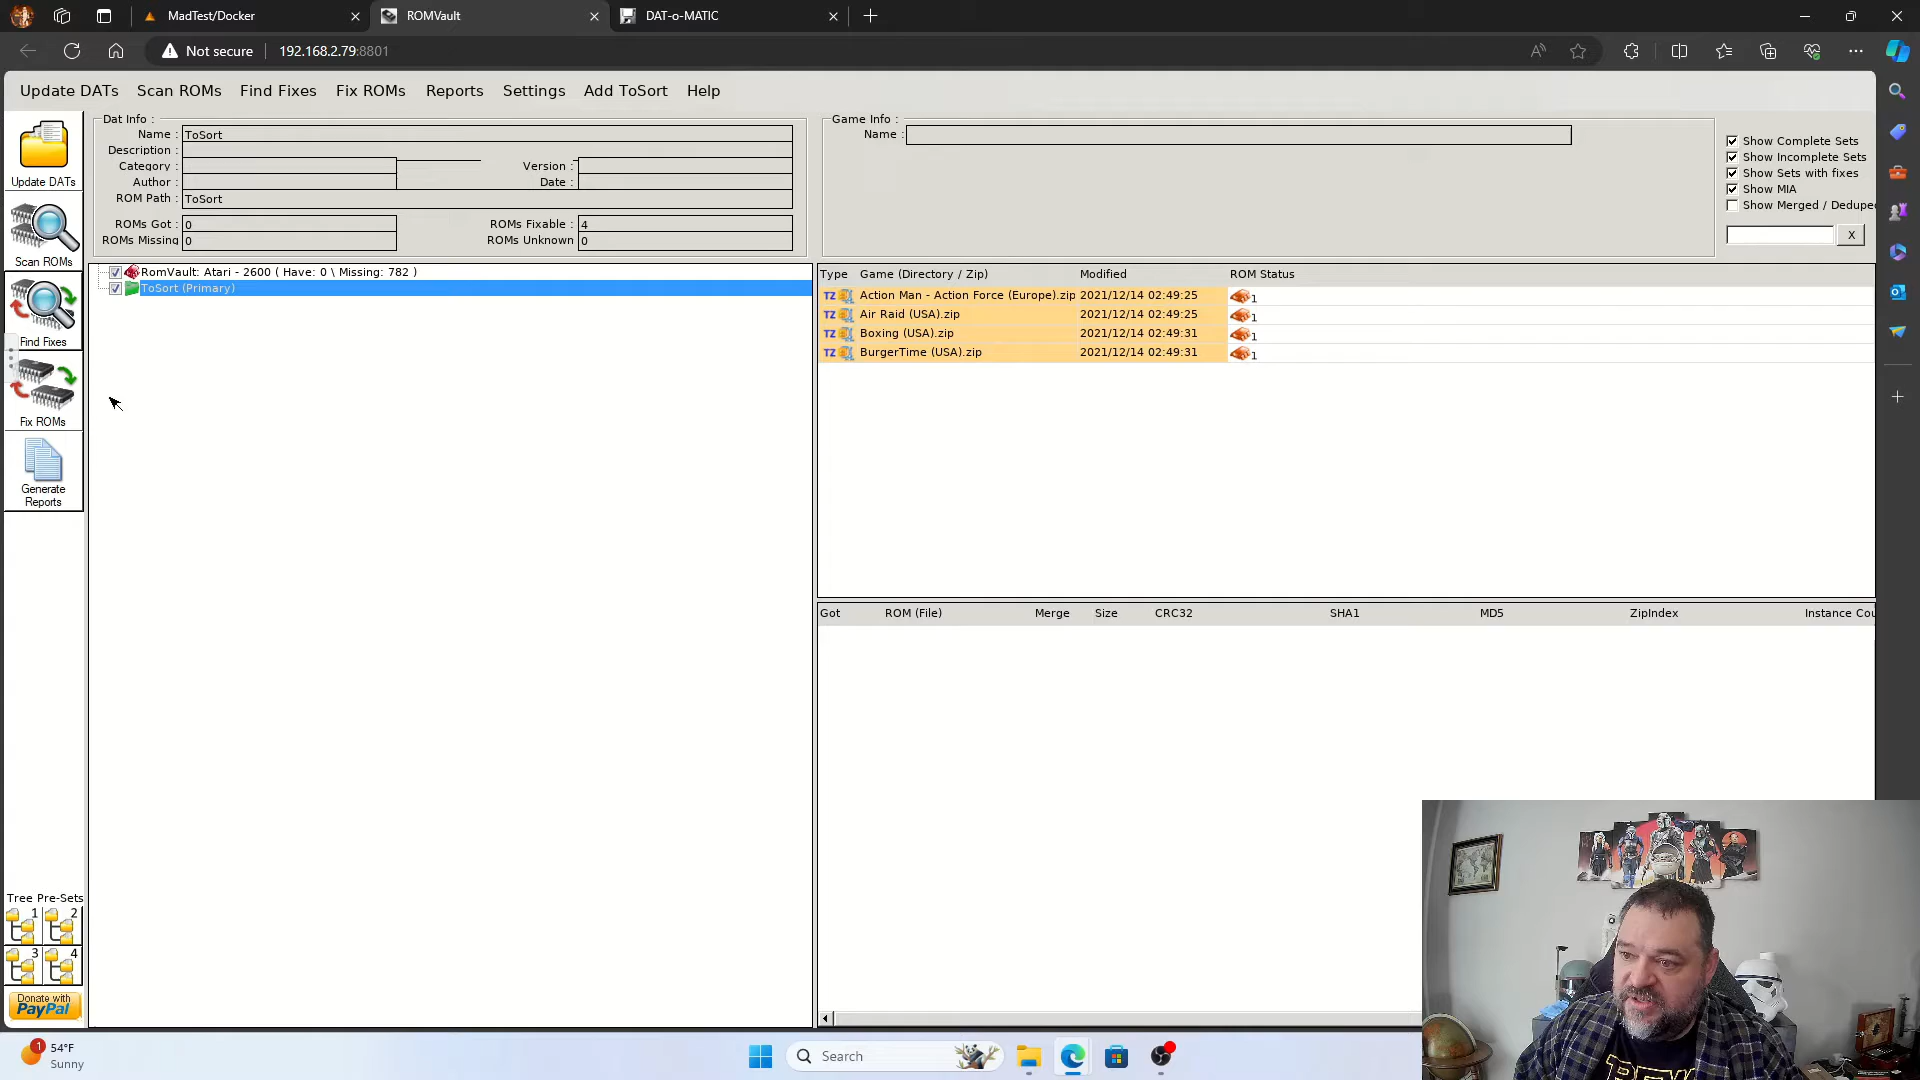 MadTest/Docker
ROMVault
DAT-o-MATIC
Not secure
192.168.2.79:8801
Update DATs
Scan ROMs
Find Fixes
Fix ROMs
Reports
Settings
Add ToSort
Help
Update DATs
Scan ROMs
Find Fixes
Fix ROMs
Generate
Reports
Dat Info :
Name : ToSort
Description :
Category :
Version :
Author :
Date :
ROM Path : ToSort
ROMs Got : 0
ROMs Fixable : 4
ROMs Missing 0
ROMs Unknown 0
Game Info :
Name :
Show Complete Sets
Show Incomplete Sets
Show Sets with fixes
Show MIA
Show Merged / Dedupe
X
RomVault: Atari - 2600 ( Have: 0 \ Missing: 782 )
ToSort (Primary)
Type Game (Directory / Zip) Modified ROM Status
TZ Action Man - Action Force (Europe).zip 2021/12/14 02:49:25 1
TZ Air Raid (USA).zip 2021/12/14 02:49:25 1
TZ Boxing (USA).zip 2021/12/14 02:49:31 1
TZ BurgerTime (USA).zip 2021/12/14 02:49:31 1
Got ROM (File) Merge Size CRC32 SHA1 MD5 ZipIndex Instance Cou
Tree Pre-Sets
1 2
3 4
Donate with
PayPal
1
54°F
Sunny
Search